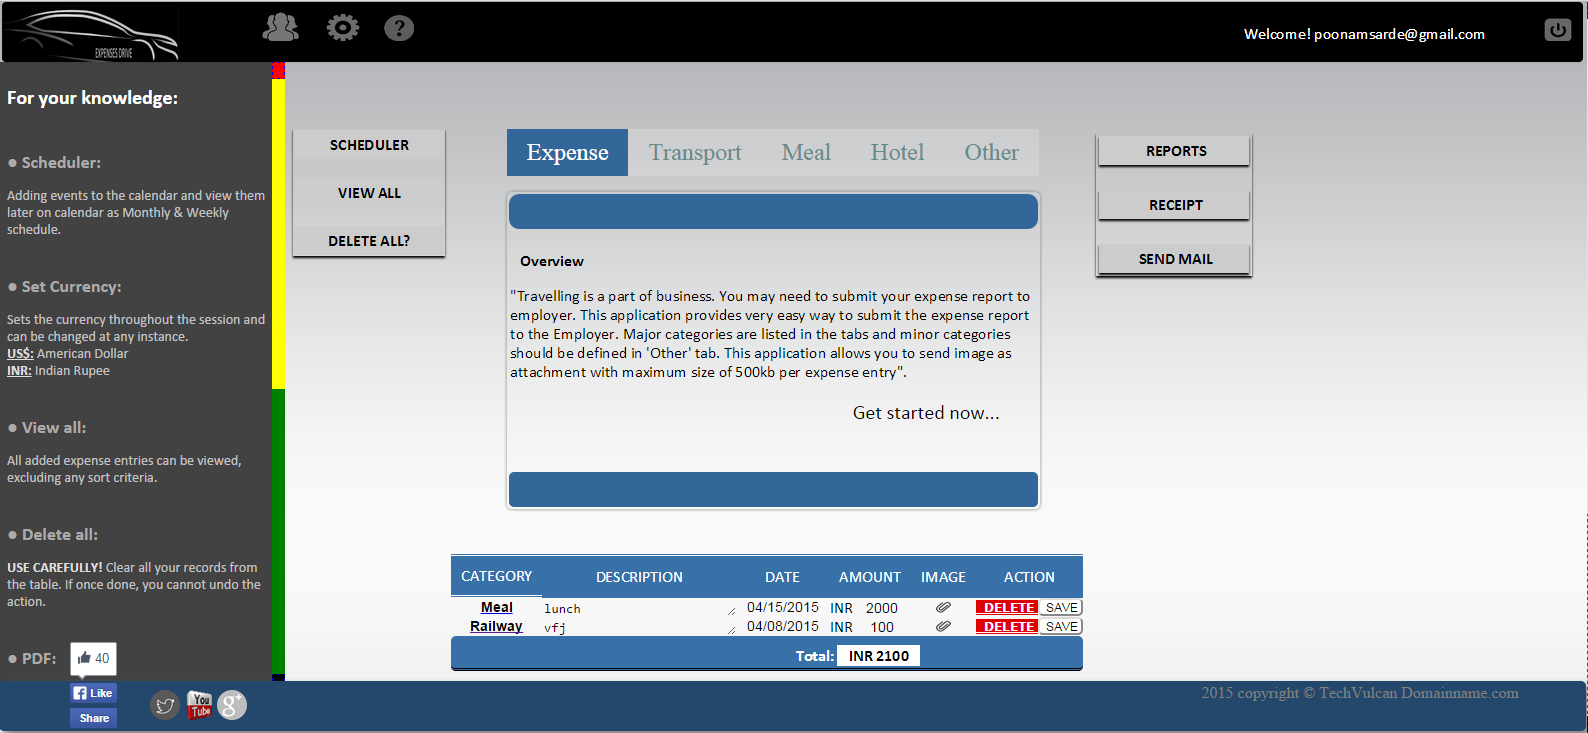 EXPENSES DRIVE
?
Welcome! poonamsarde@gmail.com
For your knowledge:
● Scheduler:
Adding events to the calendar and view them
later on calendar as Monthly & Weekly
schedule.
● Set Currency:
Sets the currency throughout the session and
can be changed at any instance.
US$: American Dollar
INR: Indian Rupee
● View all:
All added expense entries can be viewed,
excluding any sort criteria.
● Delete all:
USE CAREFULLY! Clear all your records from
the table. If once done, you cannot undo the
action.
● PDF:
40
Like
Share
You
Tube
g+
SCHEDULER
VIEW ALL
DELETE ALL?
Expense Transport Meal Hotel Other
Overview
"Travelling is a part of business. You may need to submit your expense report to
employer. This application provides very easy way to submit the expense report
to the Employer. Major categories are listed in the tabs and minor categories
should be defined in 'Other' tab. This application allows you to send image as
attachment with maximum size of 500kb per expense entry".
Get started now...
REPORTS
RECEIPT
SEND MAIL
CATEGORY DESCRIPTION DATE AMOUNT IMAGE ACTION
Meal lunch 04/15/2015 INR 2000 DELETE SAVE
Railway vfj 04/08/2015 INR 100 DELETE SAVE
Total: INR 2100
2015 copyright © TechVulcan Domainname.com